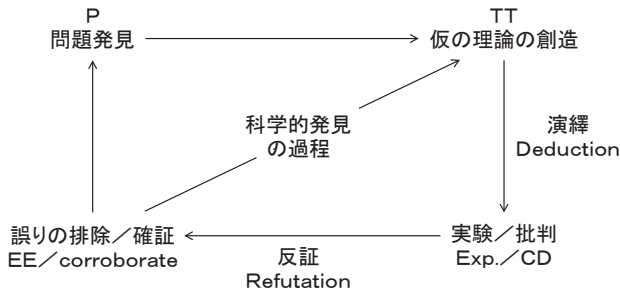 P
問題発見
TT
仮の理論の創造
科学的発見
の過程
演繹
Deduction
誤りの排除／確証
EE／corroborate
反証
Refutation
実験／批判
Exp.／CD